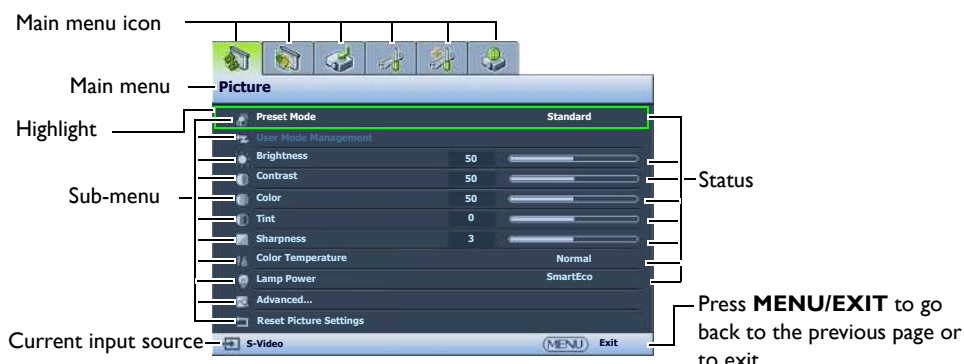 Main menu icon
Main menu
Picture
Highlight
Preset Mode Standard
User Mode Management
Brightness 50
Contrast 50
Status
Sub-menu
Color 50
Tint 0
Sharpness 3
Color Temperature Normal
Lamp Power SmartEco
Advanced...
Reset Picture Settings
Press MENU/EXIT to go
back to the previous page or
to exit
Current input source
S-Video MENU Exit